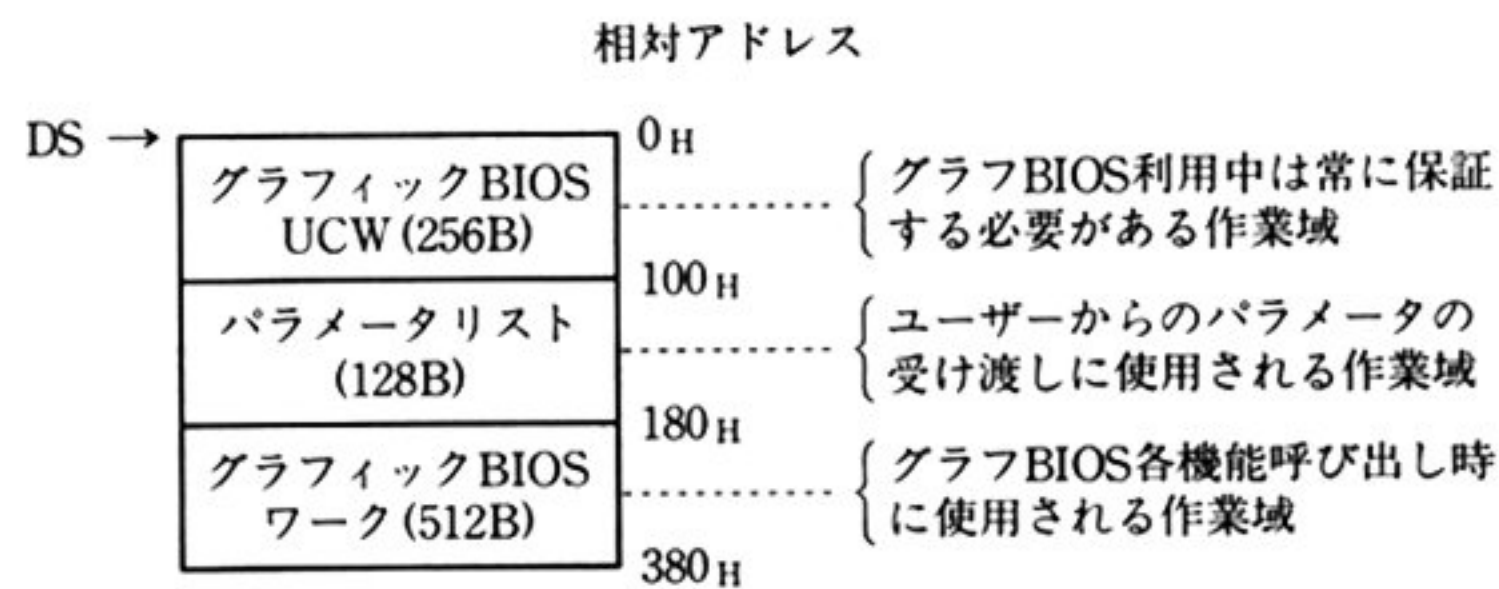 相対アドレス
DS →
0H
グラフィックBIOS
UCW(256B)
グラフBIOS利用中は常に保証
する必要がある作業域
100H
パラメータリスト
(128B)
ユーザーからのパラメータの
受け渡しに使用される作業域
180H
グラフィックBIOS
ワーク(512B)
グラフBIOS各機能呼び出し時
に使用される作業域
380H